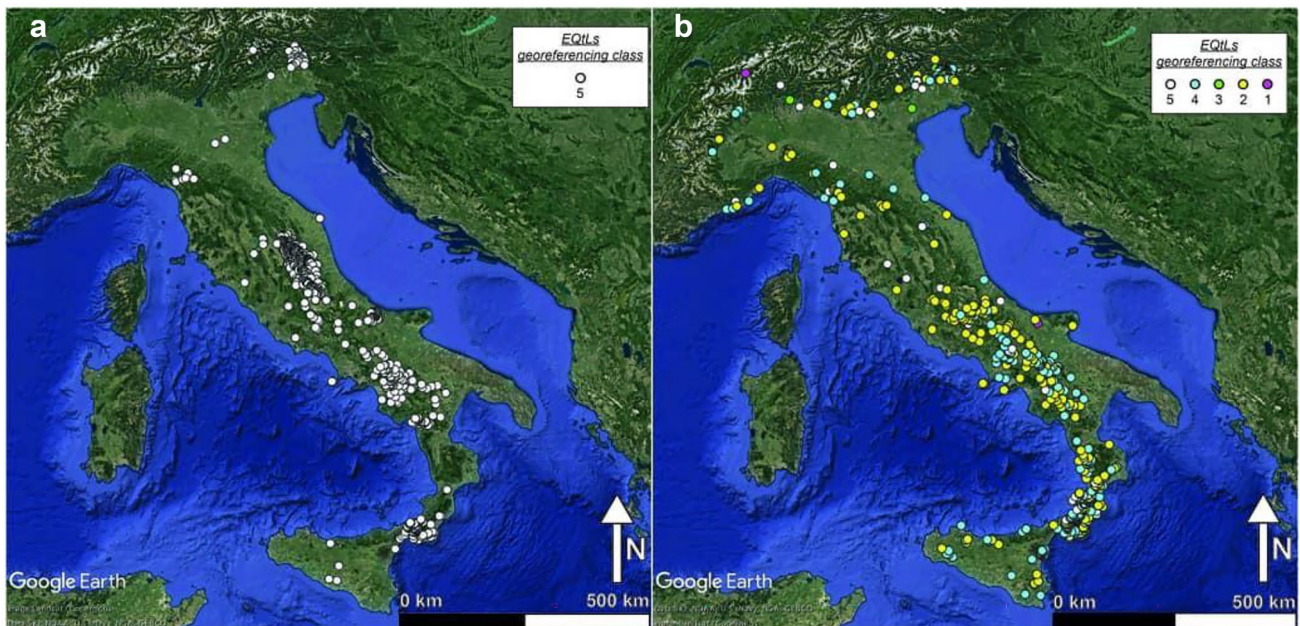 a
EQtLs
georeferencing class
5
N
Google Earth
0 km
500 km
b
EQtLs
georeferencing class
5 4 3 2 1
N
Google Earth
0 km
500 km